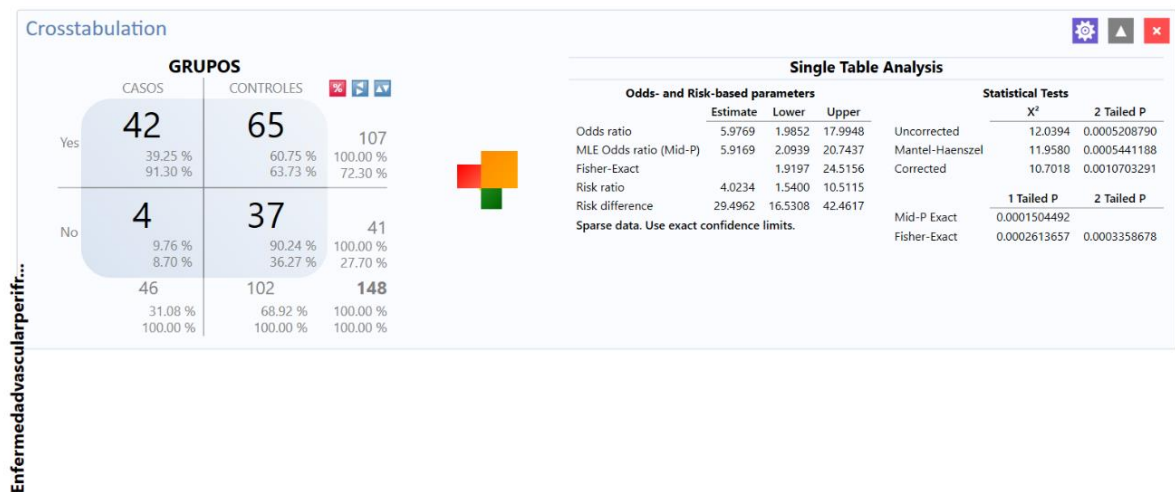 Crosstabulation
GRUPOS
CASOS CONTROLES %
Yes 42 65 107
39.25 % 60.75 % 100.00 %
91.30 % 63.73 % 72.30 %
No 4 37 41
9.76 % 90.24 % 100.00 %
8.70 % 36.27 % 27.70 %
46 102 148
31.08 % 68.92 % 100.00 %
100.00 % 100.00 % 100.00 %
Enfermedadvascularperifr...
Single Table Analysis
Odds- and Risk-based parameters
Estimate Lower Upper
Odds ratio 5.9769 1.9852 17.9948
MLE Odds ratio (Mid-P) 5.9169 2.0939 20.7437
Fisher-Exact 1.9197 24.5156
Risk ratio 4.0234 1.5400 10.5115
Risk difference 29.4962 16.5308 42.4617
Sparse data. Use exact confidence limits.
Statistical Tests
X² 2 Tailed P
Uncorrected 12.0394 0.0005208790
Mantel-Haenszel 11.9580 0.0005441188
Corrected 10.7018 0.0010703291
1 Tailed P 2 Tailed P
Mid-P Exact 0.0001504492
Fisher-Exact 0.0002613657 0.0003358678